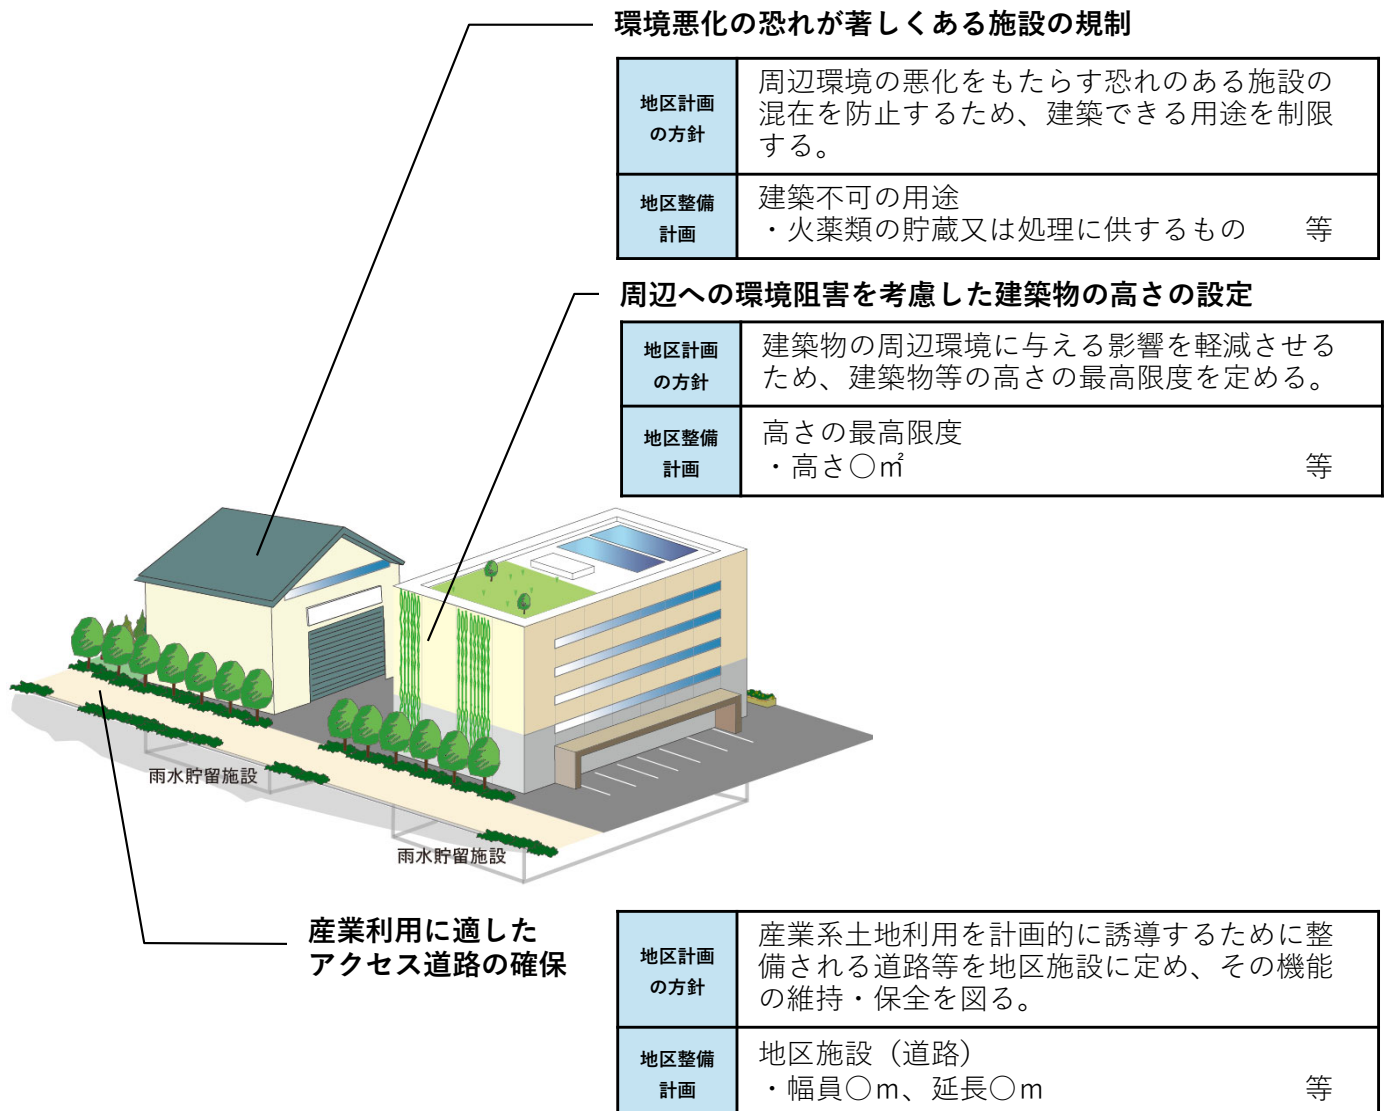 環境悪化の恐れが著しくある施設の規制
地区計画
の方針
周辺環境の悪化をもたらす恐れのある施設の
混在を防止するため、建築できる用途を制限
する。
地区整備
計画
建築不可の用途
・火薬類の貯蔵又は処理に供するもの 等
周辺への環境阻害を考慮した建築物の高さの設定
地区計画
の方針
建築物の周辺環境に与える影響を軽減させる
ため、建築物等の高さの最高限度を定める。
地区整備
計画
高さの最高限度
・高さ○㎡ 等
雨水貯留施設
雨水貯留施設
産業利用に適した
アクセス道路の確保
地区計画
の方針
産業系土地利用を計画的に誘導するために整
備される道路等を地区施設に定め、その機能
の維持・保全を図る。
地区整備
計画
地区施設（道路）
・幅員○ｍ、延長○ｍ 等